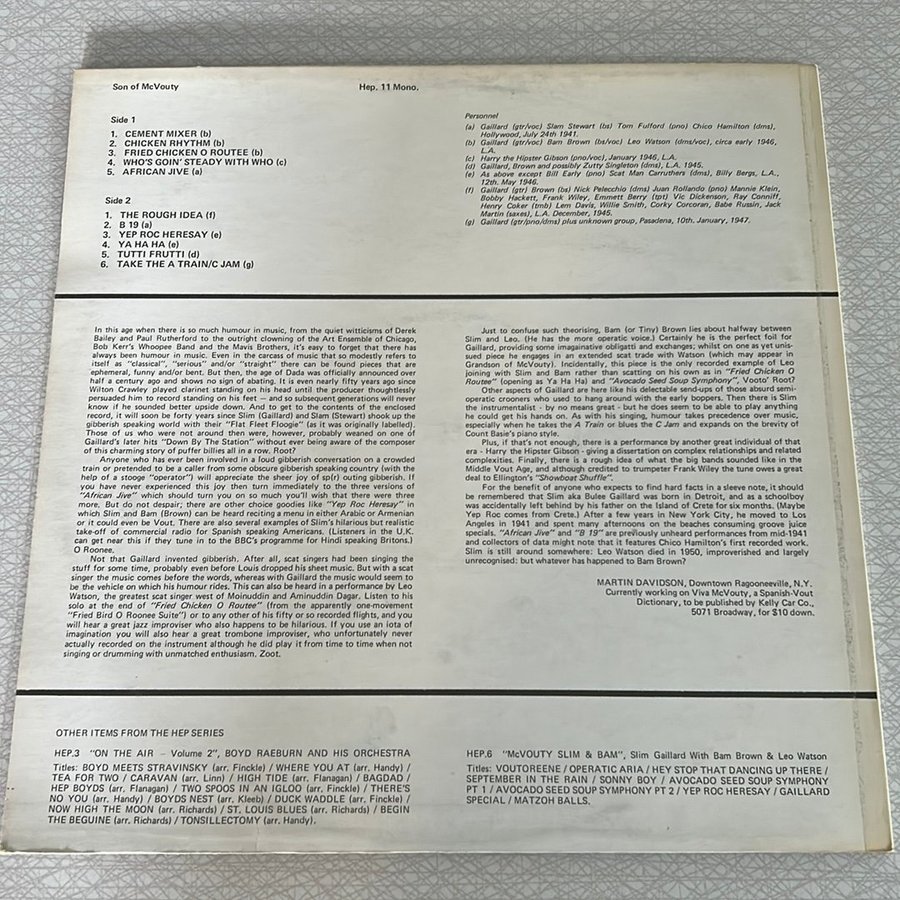 Son of McVouty
Hep. 11 Mono.
Side 1
1. CEMENT MIXER (b)
2. CHICKEN RHYTHM (b)
3. FRIED CHICKEN O ROUTEE (b)
4. WHO'S GOIN' STEADY WITH WHO (c)
5. AFRICAN JIVE (a)
Side 2
1. THE ROUGH IDEA (f)
2. B 19 (a)
3. YEP ROC HERESAY (e)
4. YA HA HA (e)
5. TUTTI FRUTTI (d)
6. TAKE THE A TRAIN/C JAM (g)
Personnel
(a) Gaillard (gtr/voc) Slam Stewart (bs) Tom Fulford (pno) Chico Hamilton (dms),
Hollywood, July 24th 1941.
(b) Gaillard (gtr/voc) Bam Brown (bs/voc) Leo Watson (dms/voc), circa early 1946,
L.A.
(c) Harry the Hipster Gibson (pno/voc), January 1946, L.A.
(d) Gaillard, Brown and possibly Zutty Singleton (dms), L.A. 1945.
(e) As above except Bill Early (pno) Scat Man Carruthers (dms), Billy Bergs, L.A.,
12th. May 1946.
(f) Gaillard (gtr) Brown (bs) Nick Pelecchio (dms) Juan Rollando (pno) Mannie Klein,
Bobby Hackett, Frank Wiley, Emmett Berry (tpt) Vic Dickenson, Ray Conniff,
Henry Coker (tmb) Lem Davis, Willie Smith, Corky Corcoran, Babe Russin, Jack
Martin (saxes), L.A. December, 1945.
(g) Gaillard (gtr/pno/dms) plus unknown group, Pasadena, 10th. January, 1947.
In this age when there is so much humour in music, from the quiet witticisms of Derek
Bailey and Paul Rutherford to the outright clowning of the Art Ensemble of Chicago,
Bob Kerr's Whoopee Band and the Mavis Brothers, it's easy to forget that there has
always been humour in music. Even in the carcass of music that so modestly refers to
itself as "classical", "serious" and/or "straight" there can be found pieces that are
ephemeral, funny and/or bent. But then, the age of Dada was officially announced over
half a century ago and shows no sign of abating. It is even nearly fifty years ago since
Wilton Crawley played clarinet standing on his head until the producer thoughtlessly
persuaded him to record standing on his feet — and so subsequent generations will never
know if he sounded better upside down. And to get to the contents of the enclosed
record, it will soon be forty years since Slim (Gaillard) and Slam (Stewart) shook up the
gibberish speaking world with their "Flat Fleet Floogie" (as it was originally labelled).
Those of us who were not around then were, however, probably weaned on one of
Gaillard's later hits "Down By The Station" without ever being aware of the composer
of this charming story of puffer billies all in a row. Root?
Anyone who has ever been involved in a loud gibberish conversation on a crowded
train or pretended to be a caller from some obscure gibberish speaking country (with the
help of a stooge "operator") will appreciate the sheer joy of sp(r) outing gibberish. If
you have never experienced this joy then turn immediately to the three versions of
"African Jive" which should turn you on so much you'll wish that there were three
more. But do not despair; there are other choice goodies like "Yep Roc Heresay" in
which Slim and Bam (Brown) can be heard reciting a menu in either Arabic or Armenian
or it could even be Vout. There are also several examples of Slim's hilarious but realistic
take-off of commercial radio for Spanish speaking Americans. (Listeners in the U.K.
can get near this if they tune in to the BBC's programme for Hindi speaking Britons.)
O Roonee.
Not that Gaillard invented gibberish. After all, scat singers had been singing the
stuff for some time, probably even before Louis dropped his sheet music. But with a scat
singer the music comes before the words, whereas with Gaillard the music would seem to
be the vehicle on which his humour rides. This can also be heard in a performance by Leo
Watson, the greatest scat singer west of Moinuddin and Aminuddin Dagar. Listen to his
solo at the end of "Fried Chicken O Routee" (from the apparently one-movement
"Fried Bird O Roonee Suite") or to any other of his fifty or so recorded flights, and you
will hear a great jazz improviser who also happens to be hilarious. If you use an iota of
imagination you will also hear a great trombone improviser, who unfortunately never
actually recorded on the instrument although he did play it from time to time when not
singing or drumming with unmatched enthusiasm. Zoot.
Just to confuse such theorising, Bam (or Tiny) Brown lies about halfway between
Slim and Leo. (He has the more operatic voice.) Certainly he is the perfect foil for
Gaillard, providing some imaginative obligati and exchanges; whilst on one as yet unis-
sued piece he engages in an extended scat trade with Watson (which may appear in
Grandson of McVouty). Incidentally, this piece is the only recorded example of Leo
joining with Slim and Bam rather than scatting on his own as in "Fried Chicken O
Routee" (opening as Ya Ha Ha) and "Avocado Seed Soup Symphony", Vooto' Root?
Other aspects of Gaillard are his delectable send-ups of those absurd semi-
operatic crooners who used to hang around with the early boppers. Then there is Slim
the instrumentalist - by no means great - but he does seem to be able to play anything
he could get his hands on. As with his singing, humour takes precedence over music,
especially when he takes the A Train or blues the C Jam and expands on the brevity of
Count Basie's piano style.
Plus, if that's not enough, there is a performance by another great individual of that
era - Harry the Hipster Gibson - giving a dissertation on complex relationships and related
complexities. Finally, there is a rough idea of what the big bands sounded like in the
Middle Vout Age, and although credited to trumpeter Frank Wiley the tune owes a great
deal to Ellington's "Showboat Shuffle".
For the benefit of anyone who expects to find hard facts in a sleeve note, it should
be remembered that Slim aka Bulee Gaillard was born in Detroit, and as a schoolboy
was accidentally left behind by his father on the Island of Crete for six months. (Maybe
Yep Roc comes from Crete.) After a few years in New York City, he moved to Los
Angeles in 1941 and spent many afternoons on the beaches consuming groove juice
specials. "African Jive" and "B 19" are previously unheard performances from mid-1941
and collectors of data might note that it features Chico Hamilton's first recorded work.
Slim is still somewhere: Leo Watson died in 1950, improverished and largely
unrecognised: but whatever has happened to Bam Brown?
MARTIN DAVIDSON, Downtown Ragooneeville, N.Y.
Currently working on Viva McVouty, a Spanish-Vout
Dictionary, to be published by Kelly Car Co.,
5071 Broadway, for $10 down.
OTHER ITEMS FROM THE HEP SERIES
HEP.3 "ON THE AIR – Volume 2", BOYD RAEBURN AND HIS ORCHESTRA
Titles: BOYD MEETS STRAVINSKY (arr. Finckle) / WHERE YOU AT (arr. Handy) /
TEA FOR TWO / CARAVAN (arr. Linn) / HIGH TIDE (arr. Flanagan) / BAGDAD /
HEP BOYDS (arr. Flanagan) / TWO SPOOS IN AN IGLOO (arr. Finckle) / THERE'S
NO YOU (arr. Handy) / BOYDS NEST (arr. Kleeb) / DUCK WADDLE (arr. Finckle) /
NOW HIGH THE MOON (arr. Richards) / ST. LOUIS BLUES (arr. Richards) / BEGIN
THE BEGUINE (arr. Richards) / TONSILLECTOMY (arr. Handy).
HEP.6 "McVOUTY SLIM & BAM", Slim Gaillard With Bam Brown & Leo Watson
Titles: VOUTOREENE / OPERATIC ARIA / HEY STOP THAT DANCING UP THERE /
SEPTEMBER IN THE RAIN / SONNY BOY / AVOCADO SEED SOUP SYMPHONY
PT 1 / AVOCADO SEED SOUP SYMPHONY PT 2 / YEP ROC HERESAY / GAILLARD
SPECIAL / MATZOH BALLS.